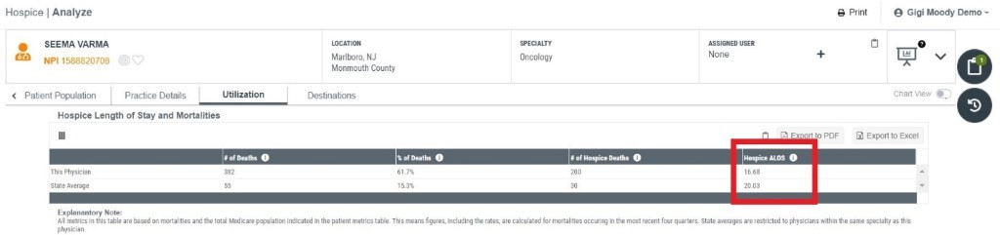 Hospice | Analyze
Print
Gigi Moody Demo
SEEMA VARMA
NPI 1588820708
LOCATION
Marlboro, NJ
Monmouth County
SPECIALTY
Oncology
ASSIGNED USER
None
+
?
1
Patient Population
Practice Details
Utilization
Destinations
Chart View
Hospice Length of Stay and Mortalities
Export to PDF
Export to Excel
# of Deaths
% of Deaths
# of Hospice Deaths
Hospice ALOS
This Physician 382 61.7% 200 16.68
State Average 55 15.3% 30 20.03
Explanantory Note:
All metrics in this table are based on mortalities and the total Medicare population indicated in the patient metrics table. This means figures, including the rates, are calculated for mortalities occuring in the most recent four quarters. State averages are restricted to physicians within the same specialty as this
physician.